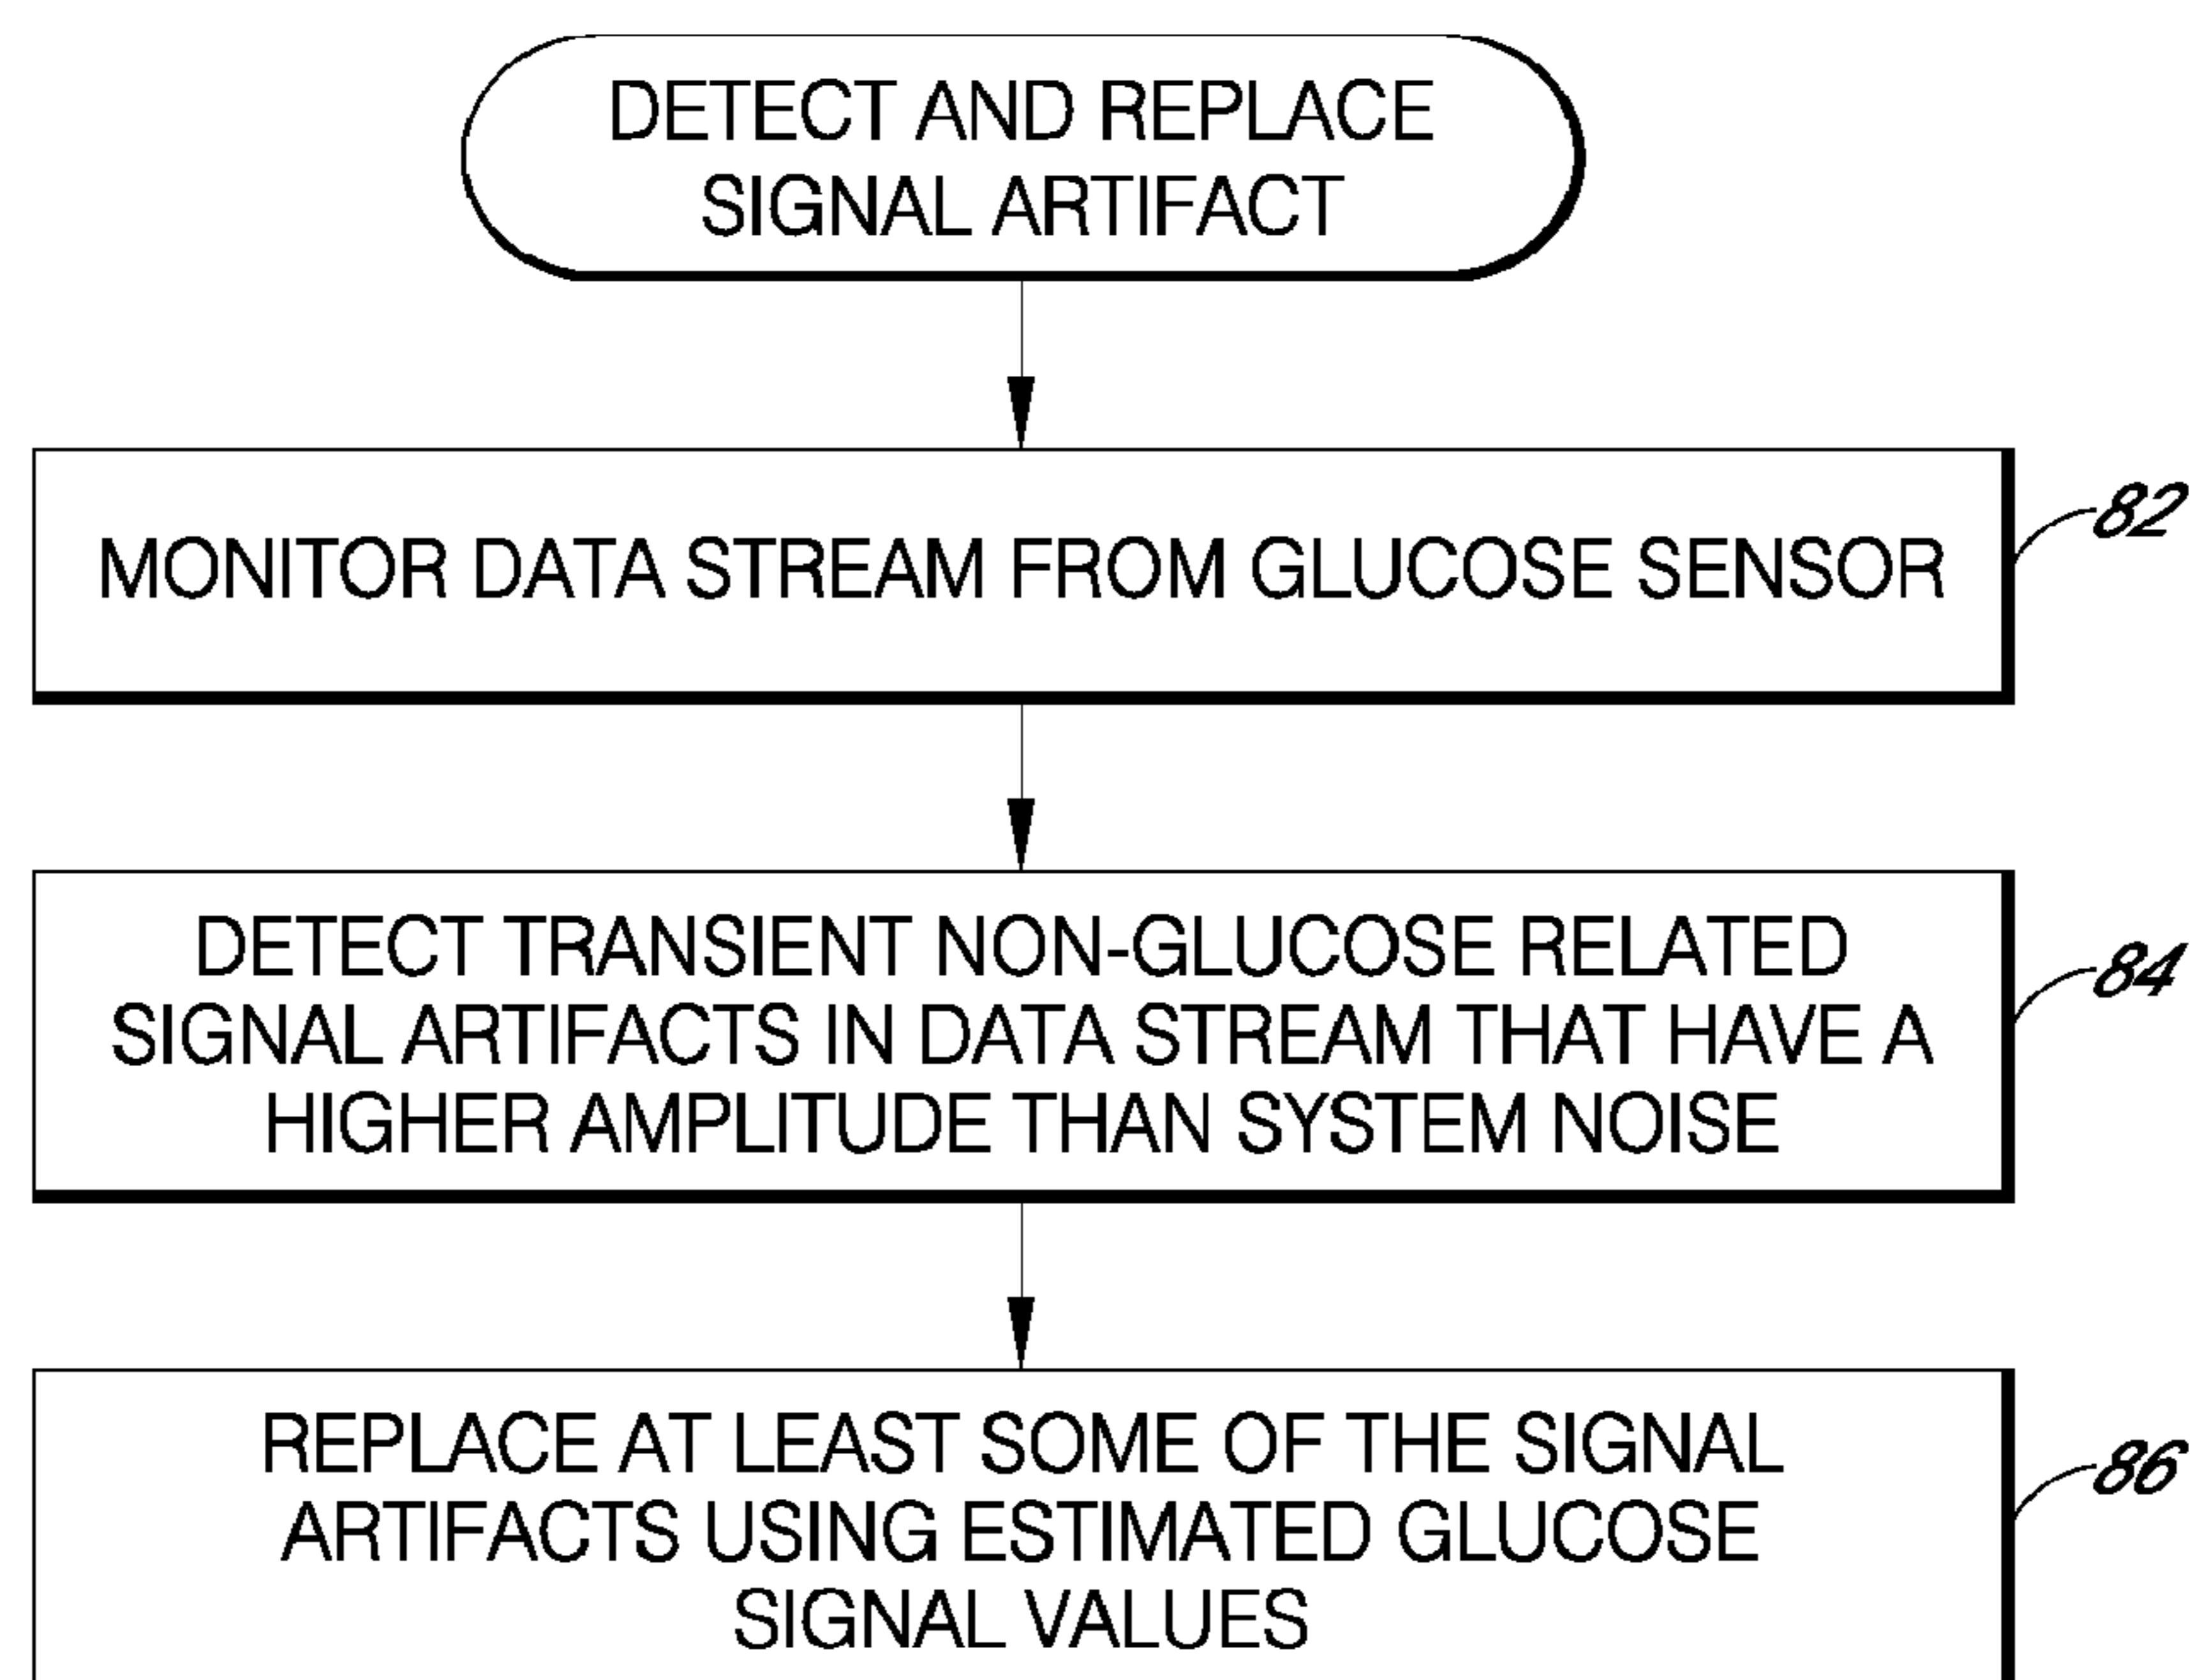 DETECT AND REPLACE
SIGNAL ARTIFACT
MONITOR DATA STREAM FROM GLUCOSE SENSOR
82
DETECT TRANSIENT NON-GLUCOSE RELATED
SIGNAL ARTIFACTS IN DATA STREAM THAT HAVE A
HIGHER AMPLITUDE THAN SYSTEM NOISE
84
REPLACE AT LEAST SOME OF THE SIGNAL
ARTIFACTS USING ESTIMATED GLUCOSE
SIGNAL VALUES
86